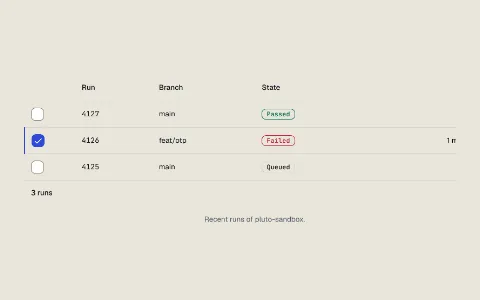 Run Branch State
4127 main Passed
4126 feat/otp Failed 1 m
4125 main Queued
3 runs
Recent runs of pluto-sandbox.